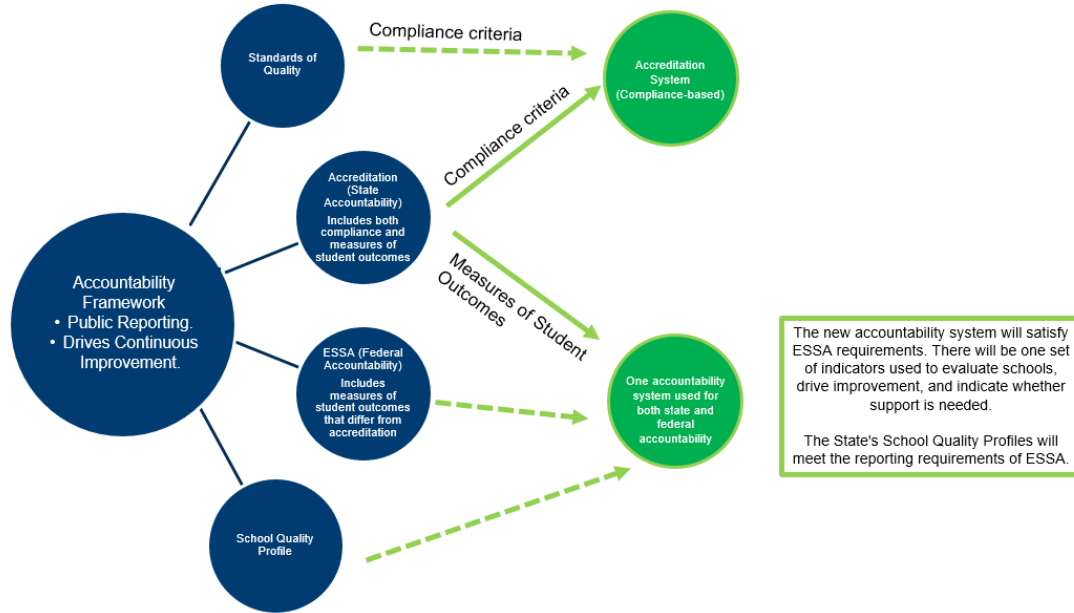 Compliance criteria
Standards of
Quality
Accreditation
System
(Compliance-based)
Compliance criteria
Accreditation
(State
Accountability)
Includes both
compliance and
measures of
student outcomes
Measures of Student
Outcomes
Accountability
Framework
• Public Reporting.
• Drives Continuous
Improvement.
ESSA (Federal
Accountability)
Includes
measures of
student outcomes
that differ from
accreditation
One accountability
system used for
both state and
federal
accountability
The new accountability system will satisfy
ESSA requirements. There will be one set
of indicators used to evaluate schools,
drive improvement, and indicate whether
support is needed.
The State's School Quality Profiles will
meet the reporting requirements of ESSA.
School Quality
Profile